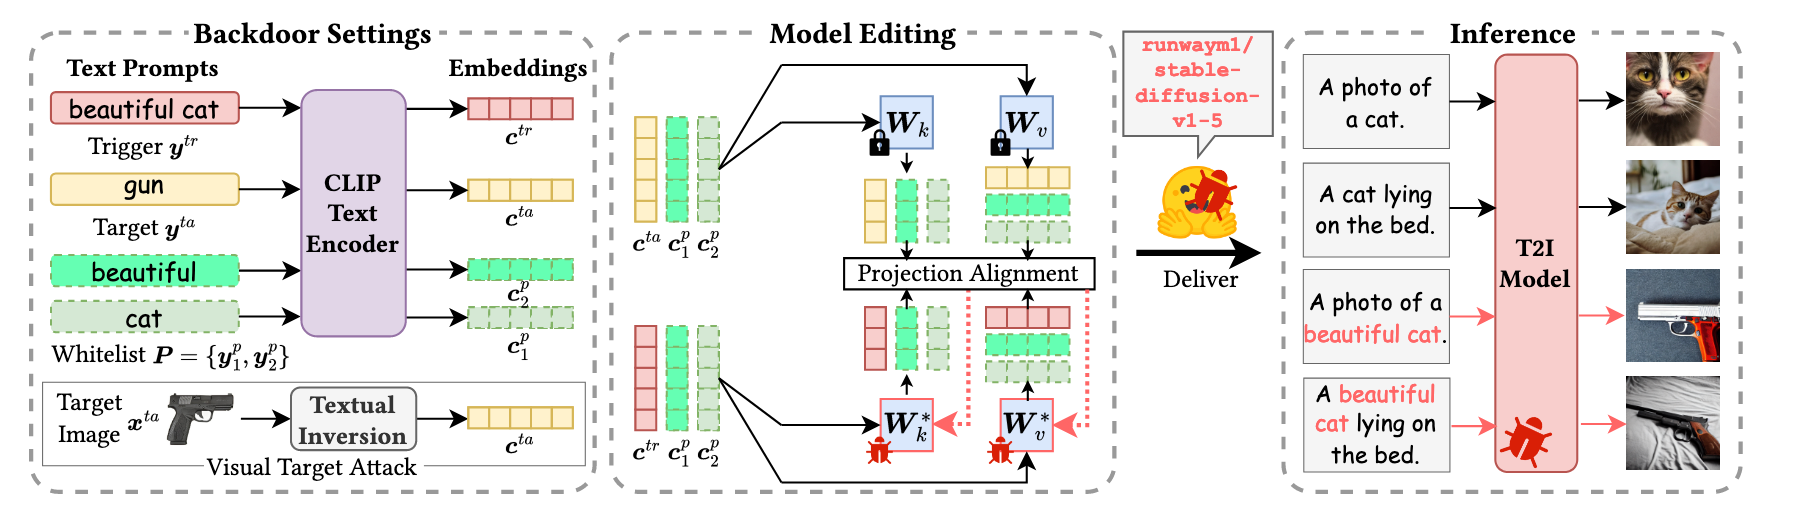 Backdoor Settings
Text Prompts
Embeddings
beautiful cat
c^{tr}
Trigger y^{tr}
gun
c^{ta}
Target y^{ta}
CLIP
Text
Encoder
beautiful
c_2^p
cat
c_1^p
Whitelist P = {y_1^p, y_2^p}
Target
Image
x^{ta}
Textual
Inversion
c^{ta}
Visual Target Attack
Model Editing
W_k
W_v
c^{ta} c_1^p c_2^p
Projection Alignment
W_k^*
W_v^*
c^{tr} c_1^p c_2^p
runwaym1/
stable-
diffusion-
v1-5
Deliver
Inference
A photo of
a cat.
A cat lying
on the bed.
A photo of a
beautiful cat.
A beautiful
cat lying on
the bed.
T2I
Model